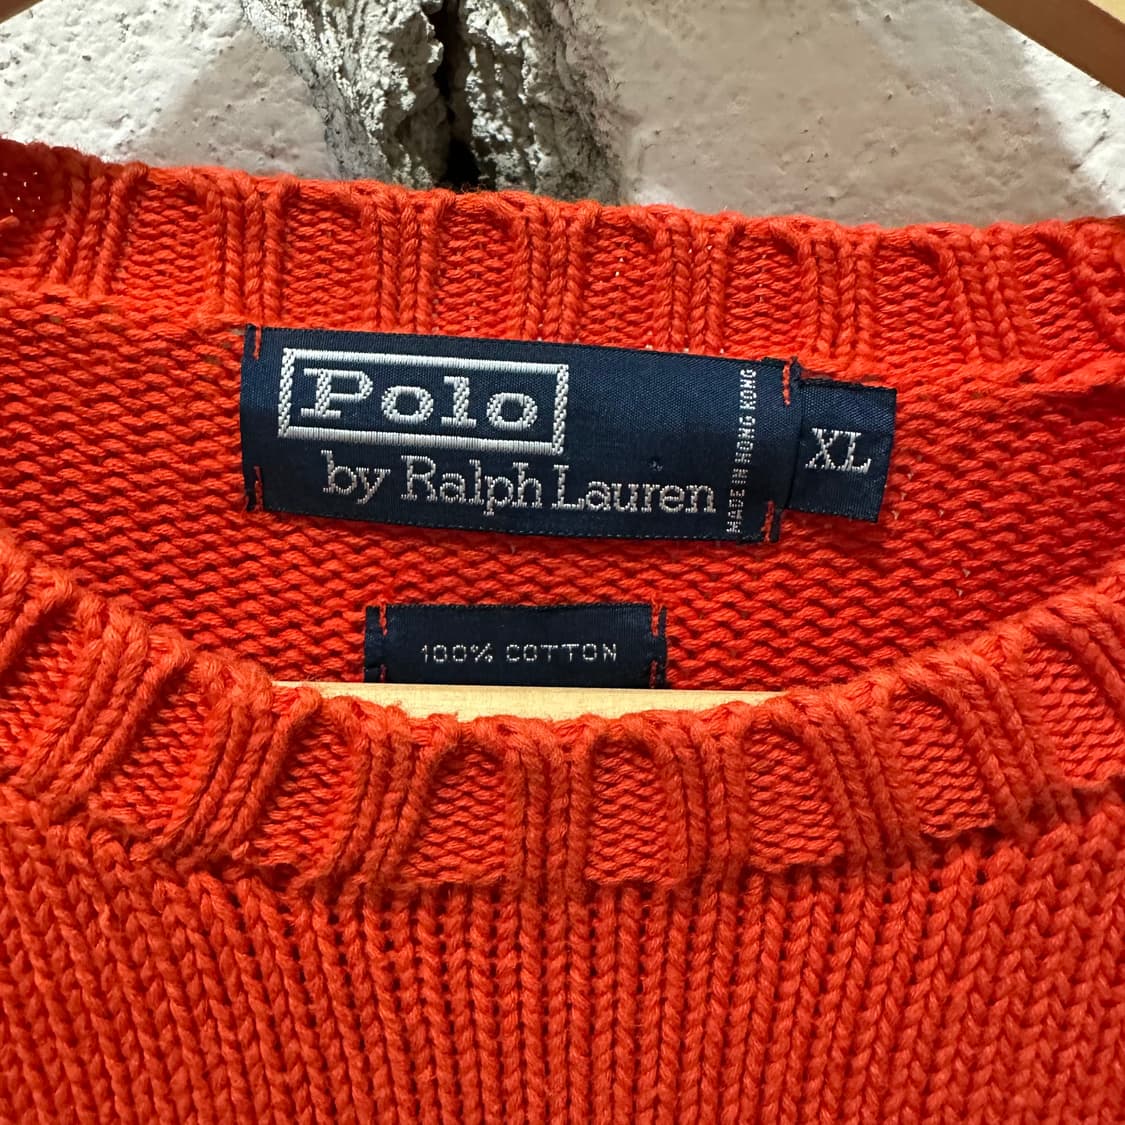 Polo
by Ralph Lauren
MADE IN HONG KONG
XL
100% COTTON